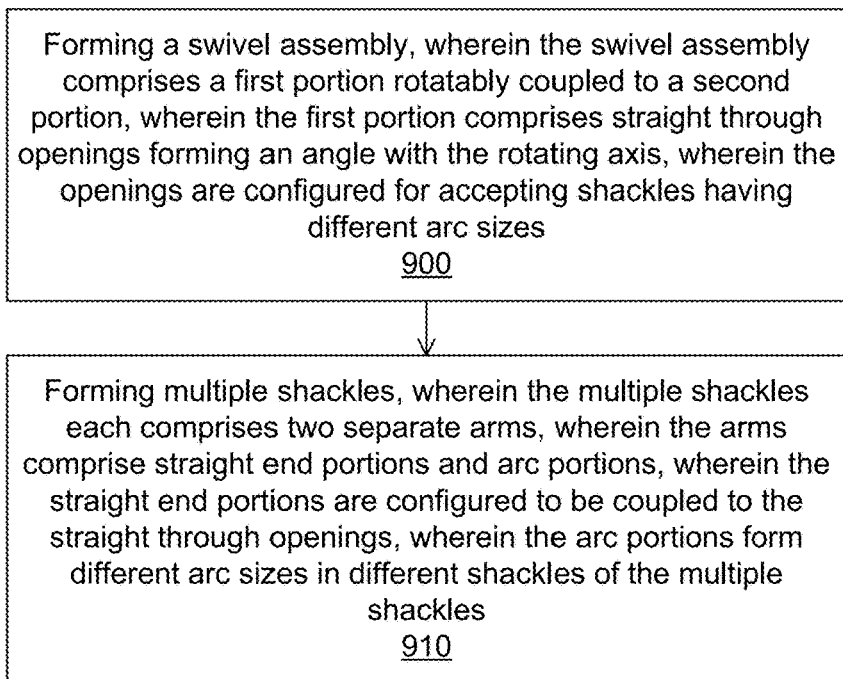 Forming a swivel assembly, wherein the swivel assembly
comprises a first portion rotatably coupled to a second
portion, wherein the first portion comprises straight through
openings forming an angle with the rotating axis, wherein the
openings are configured for accepting shackles having
different arc sizes
900
Forming multiple shackles, wherein the multiple shackles
each comprises two separate arms, wherein the arms
comprise straight end portions and arc portions, wherein the
straight end portions are configured to be coupled to the
straight through openings, wherein the arc portions form
different arc sizes in different shackles of the multiple
shackles
910